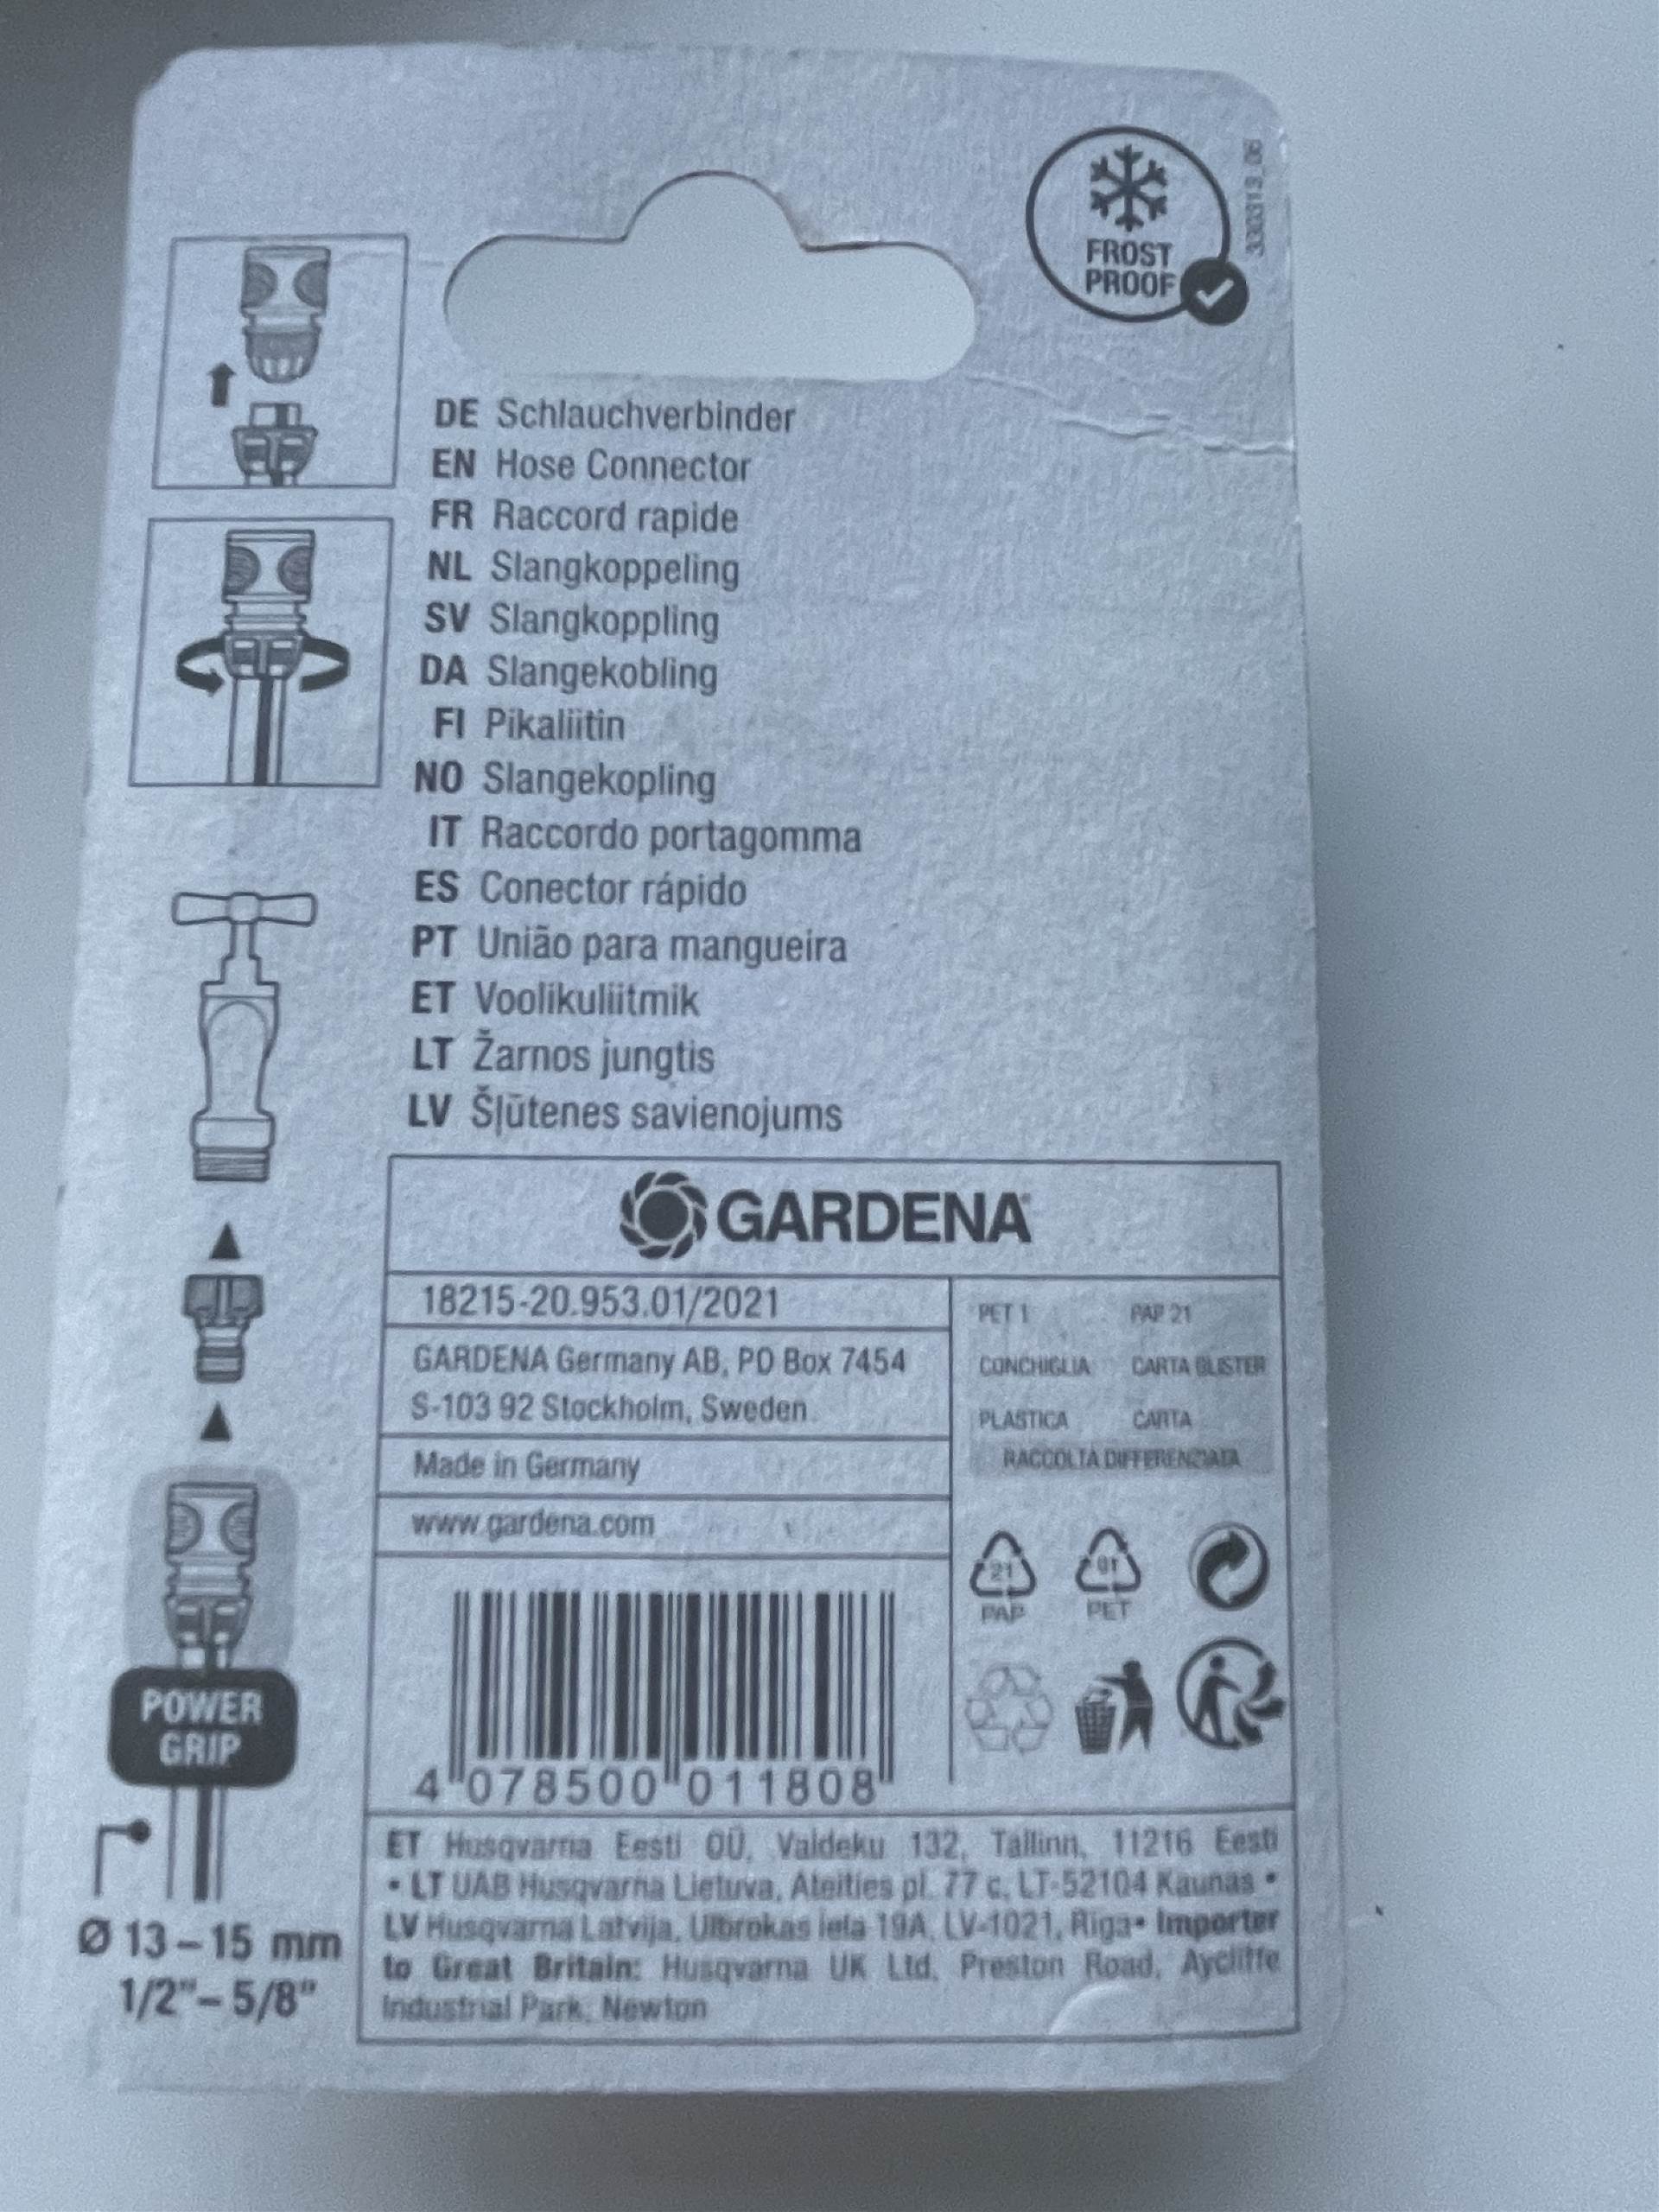 FROST
PROOF
330313_06
DE Schlauchverbinder
EN Hose Connector
FR Raccord rapide
NL Slangkoppeling
SV Slangkoppling
DA Slangekobling
FI Pikaliitin
NO Slangekopling
IT Raccordo portagomma
ES Conector rápido
PT União para mangueira
ET Voolikuliitmik
LT Žarnos jungtis
LV Šļūtenes savienojums
GARDENA
18215-20.953.01/2021
GARDENA Germany AB, PO Box 7454
S-103 92 Stockholm, Sweden
Made in Germany
www.gardena.com
PET 1 PAP 21
CONCHIGLIA CARTA BLISTER
PLASTICA CARTA
RACCOLTA DIFFERENZIATA
21
PAP
01
PET
4 078500 011808
POWER
GRIP
Ø 13–15 mm
1/2"–5/8"
ET Husqvarna Eesti OÜ, Valdeku 132, Tallinn, 11216 Eesti
• LT UAB Husqvarna Lietuva, Ateities pl. 77 c, LT-52104 Kaunas •
LV Husqvarna Latvija, Ulbrokas iela 19A, LV-1021, Riga• Importer
to Great Britain: Husqvarna UK Ltd, Preston Road, Aycliffe
Industrial Park, Newton